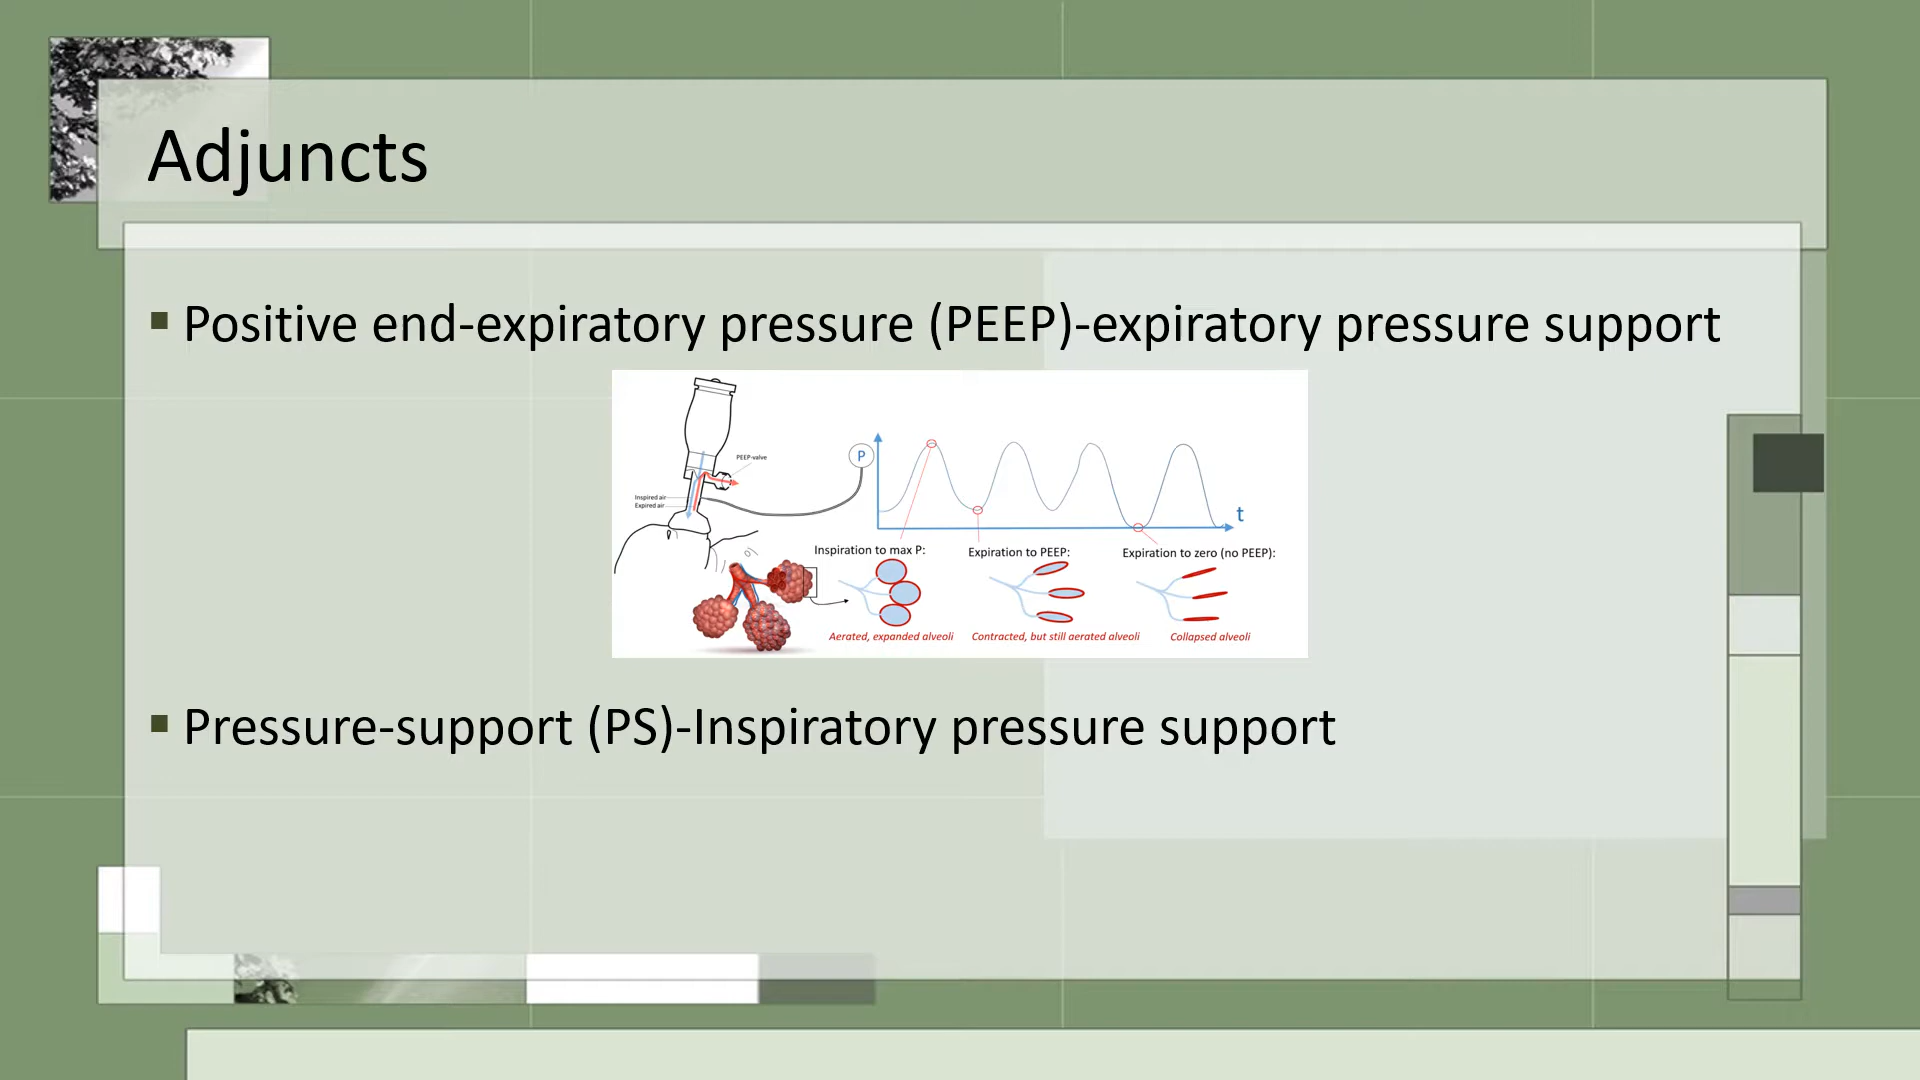 Adjuncts
▪ Positive end-expiratory pressure (PEEP)-expiratory pressure support
PEEP-valve
P
Inspired air
Expired air
t
Inspiration to max P:
Expiration to PEEP:
Expiration to zero (no PEEP):
Aerated, expanded alveoli
Contracted, but still aerated alveoli
Collapsed alveoli
▪ Pressure-support (PS)-Inspiratory pressure support